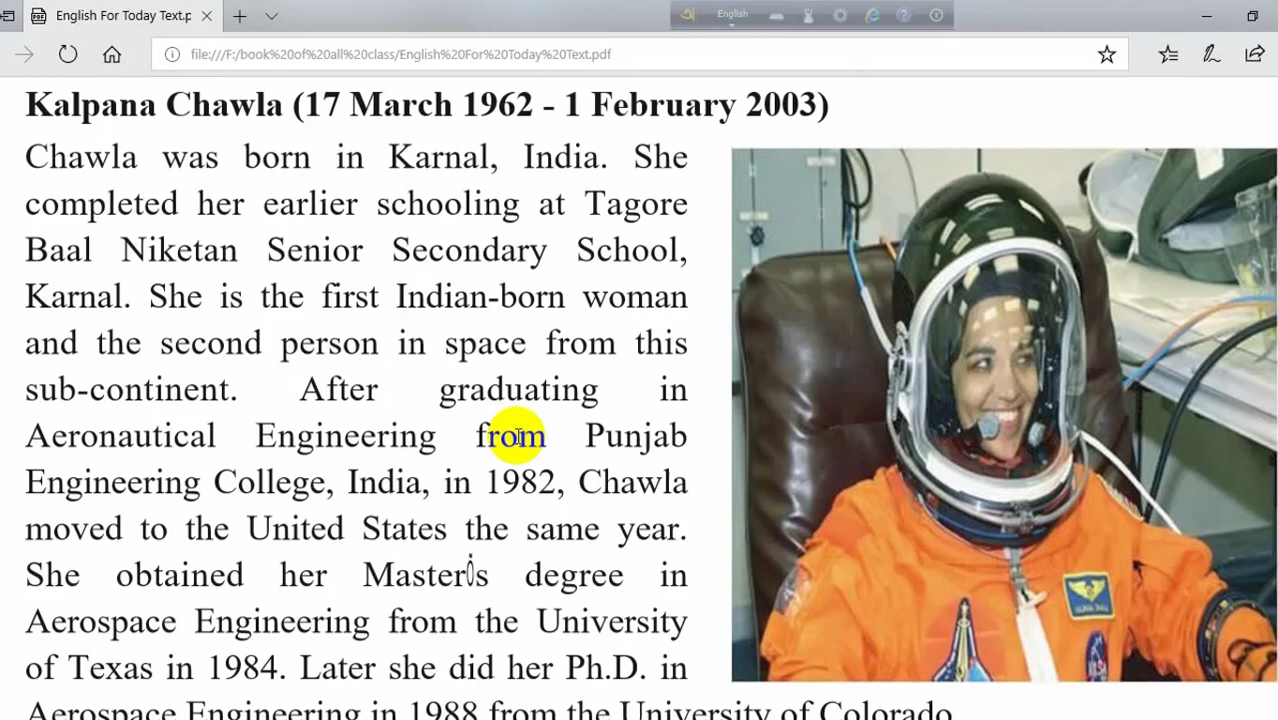 English For Today Text.p
English
file:///F:/book%20of%20all%20class/English%20For%20Today%20Text.pdf
Kalpana Chawla (17 March 1962 - 1 February 2003)
Chawla was born in Karnal, India. She
completed her earlier schooling at Tagore
Baal Niketan Senior Secondary School,
Karnal. She is the first Indian-born woman
and the second person in space from this
sub-continent. After graduating in
Aeronautical Engineering from Punjab
Engineering College, India, in 1982, Chawla
moved to the United States the same year.
She obtained her Master s degree in
Aerospace Engineering from the University
of Texas in 1984. Later she did her Ph.D. in
Aerospace Engineering in 1988 from the University of Colorado